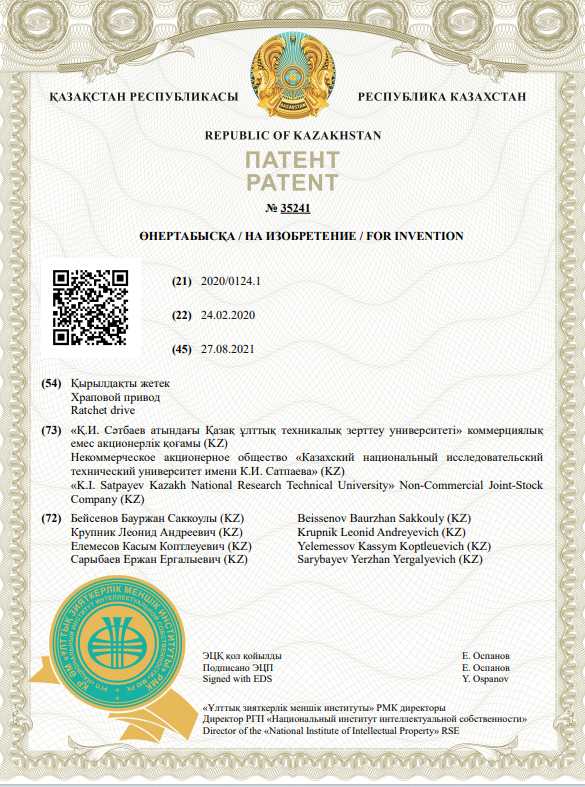 ҚАЗАҚСТАН РЕСПУБЛИКАСЫ
РЕСПУБЛИКА КАЗАХСТАН
REPUBLIC OF KAZAKHSTAN
ПАТЕНТ
PATENT
№ 35241
ӨНЕРТАБЫСҚА / НА ИЗОБРЕТЕНИЕ / FOR INVENTION
(21) 2020/0124.1
(22) 24.02.2020
(45) 27.08.2021
(54) Қырылдақты жетек
Храповой привод
Ratchet drive
(73) «Қ.И. Сәтбаев атындағы Қазақ ұлттық техникалық зерттеу университеті» коммерциялық
емес акционерлік қоғамы (KZ)
Некоммерческое акционерное общество «Казахский национальный исследовательский
технический университет имени К.И. Сатпаева» (KZ)
«K.I. Satpayev Kazakh National Research Technical University» Non-Commercial Joint-Stock
Company (KZ)
(72) Бейсенов Бауржан Саккоулы (KZ) Beissenov Baurzhan Sakkouly (KZ)
Крупник Леонид Андреевич (KZ) Krupnik Leonid Andreyevich (KZ)
Елемесов Касым Коптлеуевич (KZ) Yelemessov Kassym Koptleuevich (KZ)
Сарыбаев Ержан Ергалыевич (KZ) Sarybayev Yerzhan Yergalyevich (KZ)
ЭЦҚ қол қойылды Е. Оспанов
Подписано ЭЦП Е. Оспанов
Signed with EDS Y. Ospanov
«Ұлттық зияткерлік меншік институты» РМК директоры
Директор РГП «Национальный институт интеллектуальной собственности»
Director of the «National Institute of Intellectual Property» RSE